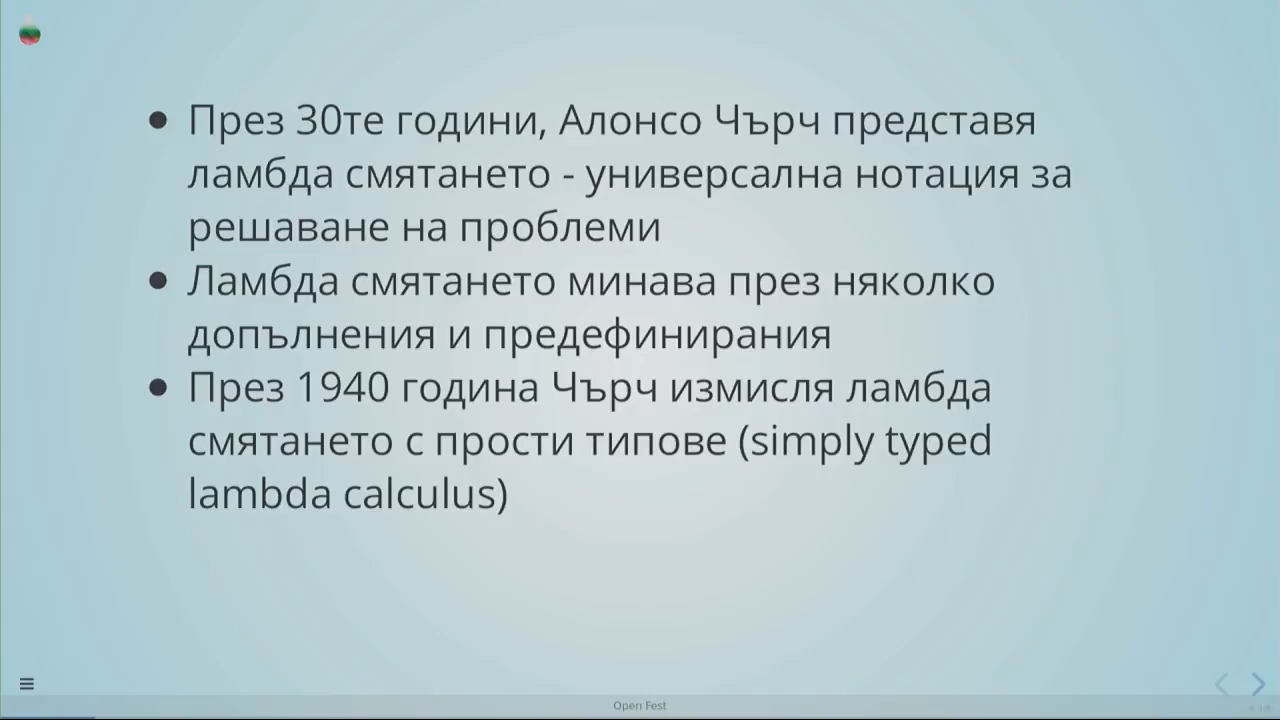 През 30те години, Алонсо Чърч представя
ламбда смятането - универсална нотация за
решаване на проблеми
Ламбда смятането минава през няколко
допълнения и предефинирания
През 1940 година Чърч измисля ламбда
смятането с прости типове (simply typed
lambda calculus)
Open Fest